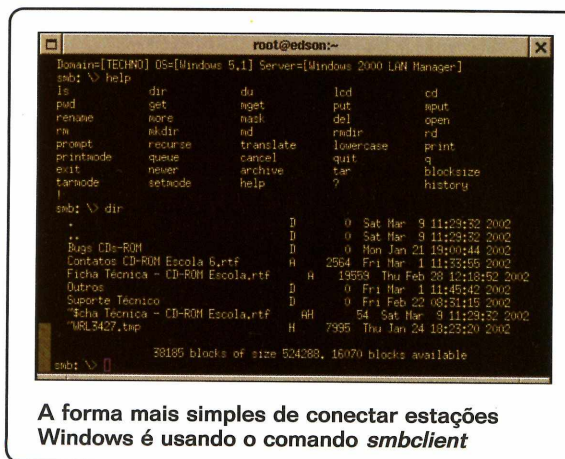 root@edson:~
Domain=[TECHNO] OS=[Windows 5.1] Server=[Windows 2000 LAN Manager]
smb: \> help
ls dir du lcd cd
pwd get mget put mput
rename more mask del open
rm mkdir md rmdir rd
prompt recurse translate lowercase print
printmode queue cancel quit q
exit newer archive tar blocksize
tarmode setmode help ? history
!
smb: \> dir
. D 0 Sat Mar 9 11:29:32 2002
.. D 0 Sat Mar 9 11:29:32 2002
Bugs CDs-ROM D 0 Mon Jan 21 19:00:44 2002
Contatos CD-ROM Escola 6.rtf A 2564 Fri Mar 1 11:33:55 2002
Ficha Técnica - CD-ROM Escola.rtf A 19559 Thu Feb 28 12:18:52 2002
Outros D 0 Fri Mar 1 11:45:42 2002
Suporte Técnico D 0 Fri Feb 22 08:31:15 2002
~$cha Técnica - CD-ROM Escola.rtf AH 54 Sat Mar 9 11:29:32 2002
~WRL3427.tmp H 7995 Thu Jan 24 18:23:20 2002
38185 blocks of size 524288. 16070 blocks available
smb: \>
A forma mais simples de conectar estações
Windows é usando o comando smbclient